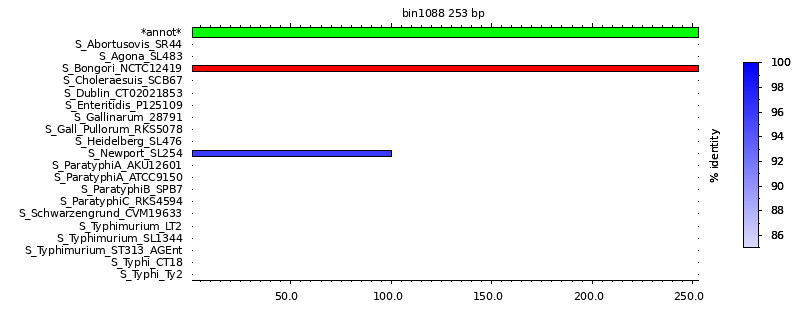 bin1088 253 bp
*annot*
S_Abortusovis_SR44
S_Agona_SL483
S_Bongori_NCTC12419
S_Choleraesuis_SCB67
S_Dublin_CT02021853
S_Enteritidis_P125109
S_Gallinarum_28791
S_Gall_Pullorum_RKS5078
S_Heidelberg_SL476
S_Newport_SL254
S_ParatyphiA_AKU12601
S_ParatyphiA_ATCC9150
S_ParatyphiB_SPB7
S_ParatyphiC_RKS4594
S_Schwarzengrund_CVM19633
S_Typhimurium_LT2
S_Typhimurium_SL1344
S_Typhimurium_ST313_AGEnt
S_Typhi_CT18
S_Typhi_Ty2
50.0 100.0 150.0 200.0 250.0
% identity
100
98
96
94
92
90
88
86